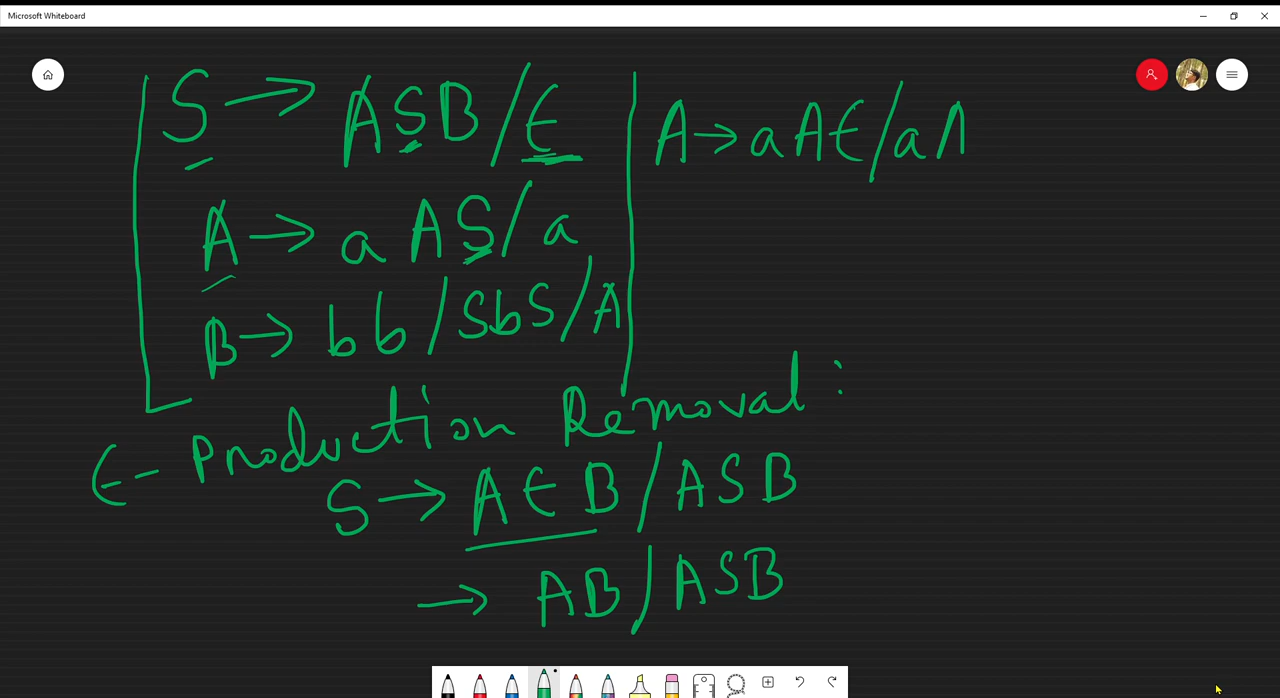 Microsoft Whiteboard
S → ASB/ϵ
A → aAS/a
B → bb/SbS/A
A → aAϵ/aA
ϵ- Production Removal:
S → AϵB/ASB
→ AB/ASB